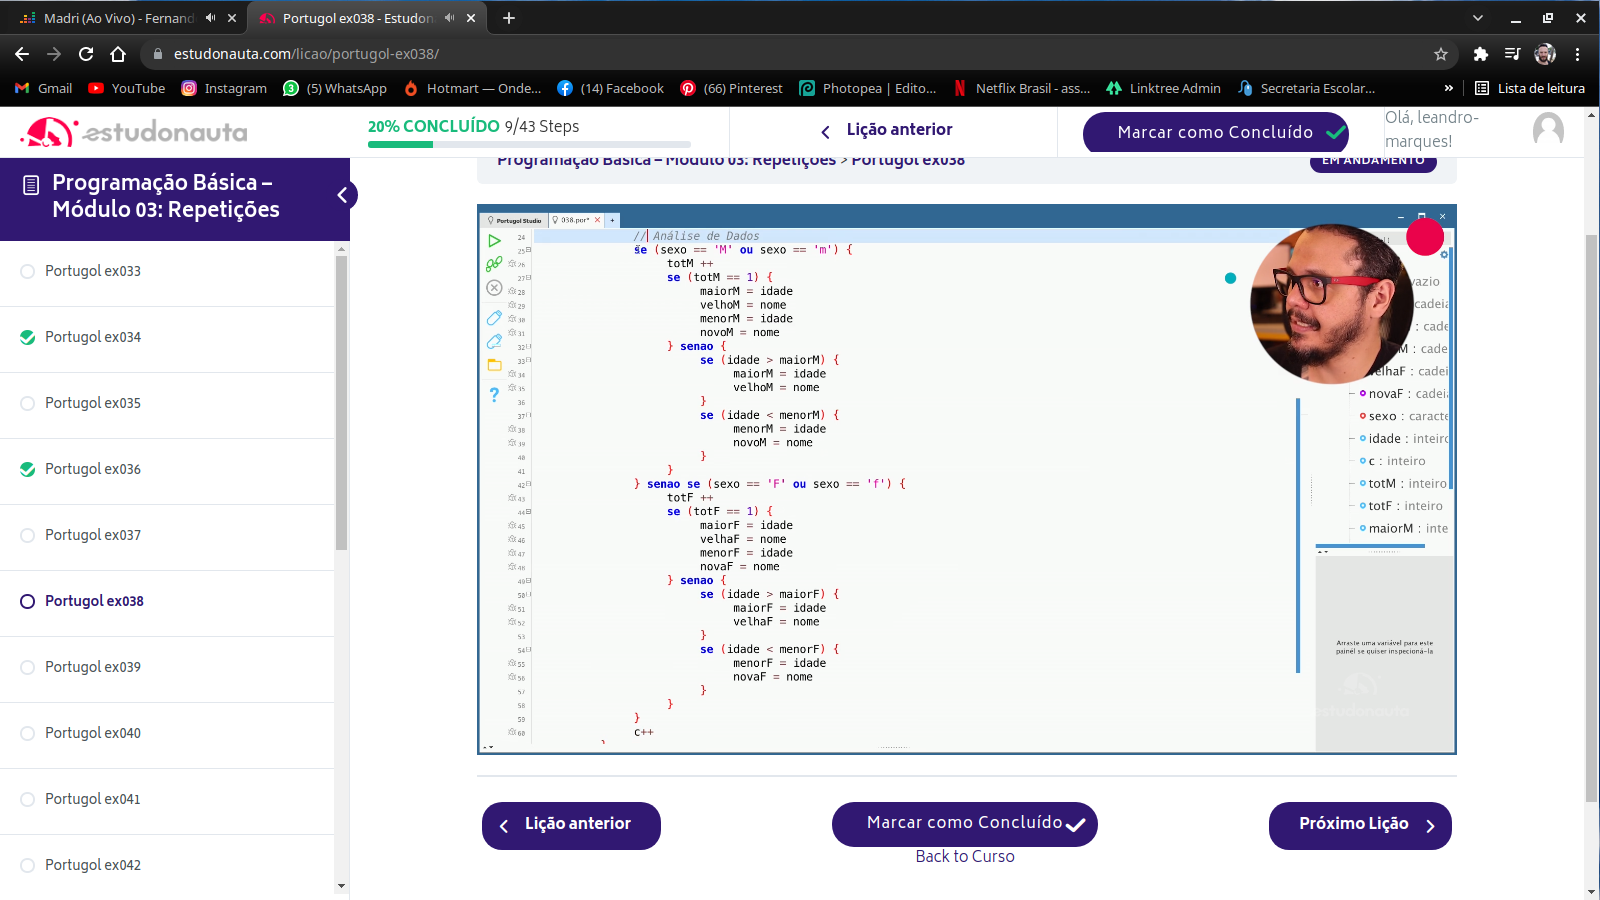 Madri (Ao Vivo) - Fernand
Portugol ex038 - Estudon
estudonauta.com/licao/portugol-ex038/
Gmail
YouTube
Instagram
(5) WhatsApp
Hotmart — Onde...
(14) Facebook
(66) Pinterest
Photopea | Edito...
Netflix Brasil - ass...
Linktree Admin
Secretaria Escolar...
»
Lista de leitura
estudonauta
20% CONCLUÍDO 9/43 Steps
Lição anterior
Marcar como Concluído
Olá, leandro-
marques!
Programação Básica –
Módulo 03: Repetições
Portugol ex033
Portugol ex034
Portugol ex035
Portugol ex036
Portugol ex037
Portugol ex038
Portugol ex039
Portugol ex040
Portugol ex041
Portugol ex042
Programação Básica – Módulo 03: Repetições > Portugol ex038
EM ANDAMENTO
Portugol Studio
038.por*
24 // Análise de Dados
25 se (sexo == 'M' ou sexo == 'm') {
26 totM ++
27 se (totM == 1) {
28 maiorM = idade
29 velhoM = nome
30 menorM = idade
31 novoM = nome
32 } senao {
33 se (idade > maiorM) {
34 maiorM = idade
35 velhoM = nome
36 }
37 se (idade < menorM) {
38 menorM = idade
39 novoM = nome
40 }
41 }
42 } senao se (sexo == 'F' ou sexo == 'f') {
43 totF ++
44 se (totF == 1) {
45 maiorF = idade
46 velhaF = nome
47 menorF = idade
48 novaF = nome
49 } senao {
50 se (idade > maiorF) {
51 maiorF = idade
52 velhaF = nome
53 }
54 se (idade < menorF) {
55 menorF = idade
56 novaF = nome
57 }
58 }
59 }
60 c++
vazio
cadeia
cade
M : cade
velhaF : cadei
novaF : cadeia
sexo : caracte
idade : inteiro
c : inteiro
totM : inteiro
totF : inteiro
maiorM : inte
Arraste uma variável para este
painél se quiser inspecioná-la
estudonauta
Lição anterior
Marcar como Concluído
Próximo Lição
Back to Curso